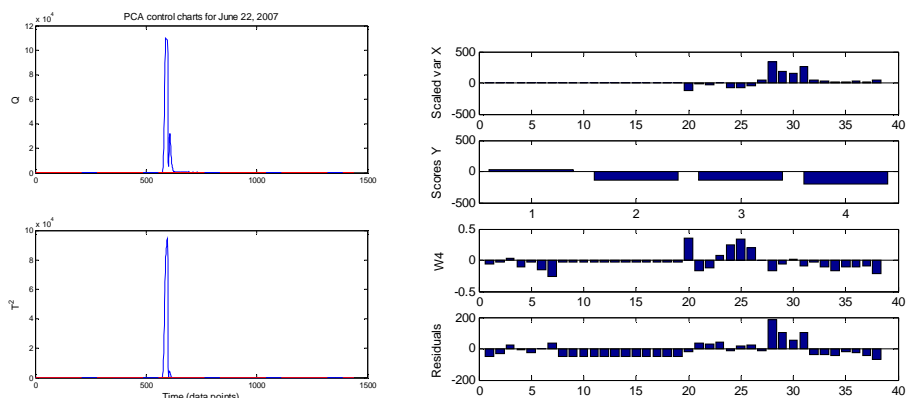 PCA control charts for June 22, 2007
x 10^4
12
10
8
6
4
2
0
Q
0 500 1000 1500
x 10^4
10
8
6
4
2
0
T^2
0 500 1000 1500
Time (data points)
500
0
-500
Scaled var X
0 5 10 15 20 25 30 35 40
500
0
-500
Scores Y
1 2 3 4
0.5
0
-0.5
W4
0 5 10 15 20 25 30 35 40
200
0
-200
Residuals
0 5 10 15 20 25 30 35 40